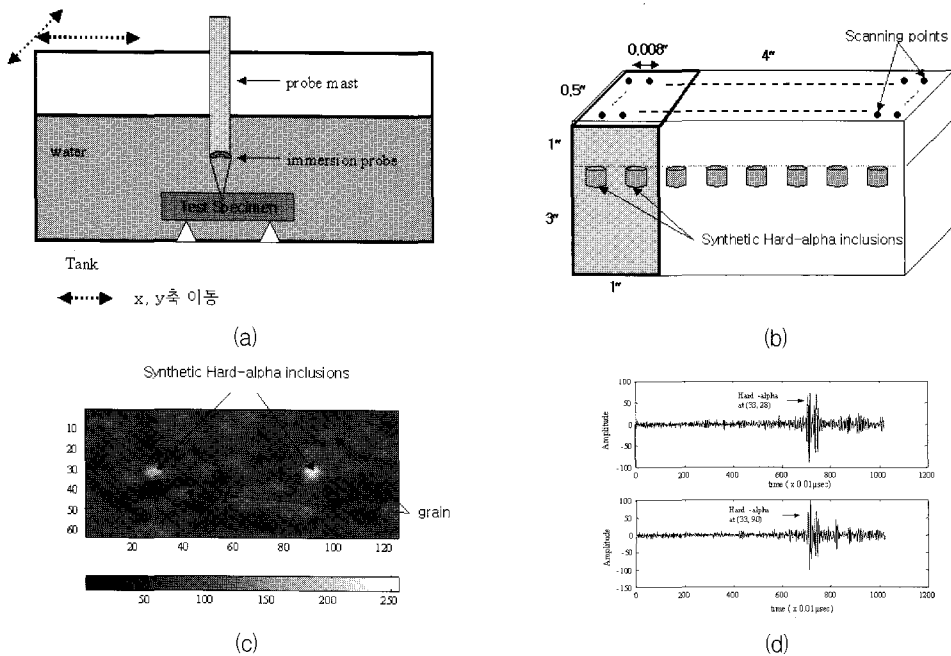 probe mast
water
immersion probe
Test Specimen
Tank
x, y축 이동
(a)
Scanning points
0.008″
4″
0.5″
1″
3″
Synthetic Hard-alpha inclusions
1″
(b)
Synthetic Hard-alpha inclusions
10
20
30
40
50
60
grain
20 40 60 80 100 120
50 100 150 200 250
(c)
100
50
0
-50
-100
Amplitude
Hard -alpha
at (33, 28)
0 200 400 600 800 1000 1200
time ( x 0.01μsec)
100
50
0
-50
-100
-150
Amplitude
Hard -alpha
at (33, 90)
0 200 400 600 800 1000 1200
time ( x 0.01μsec)
(d)